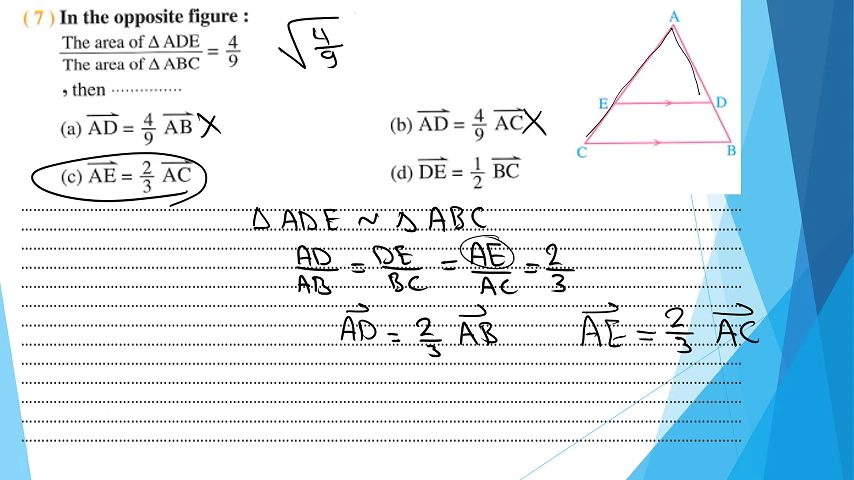 ( 7 ) In the opposite figure :
The area of Δ ADE / The area of Δ ABC = 4/9
, then ...............
√4/9
(a) AD = 4/9 AB X
(b) AD = 4/9 AC X
(c) AE = 2/3 AC
(d) DE = 1/2 BC
A
E
D
C
B
Δ ADE ~ Δ ABC
AD/AB = DE/BC = AE/AC = 2/3
AD = 2/3 AB
AE = 2/3 AC